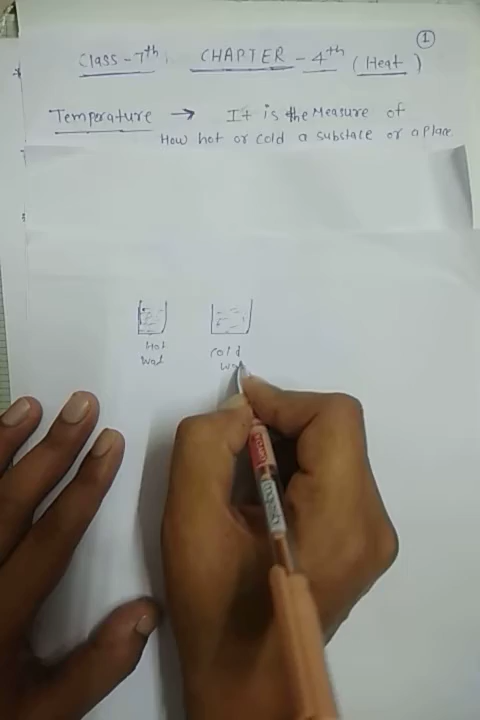 ①
Class-7th. CHAPTER-4th (Heat)
Temperature → It is the Measure of
How hot or cold a substace or a place
Hot cold
Wat wa